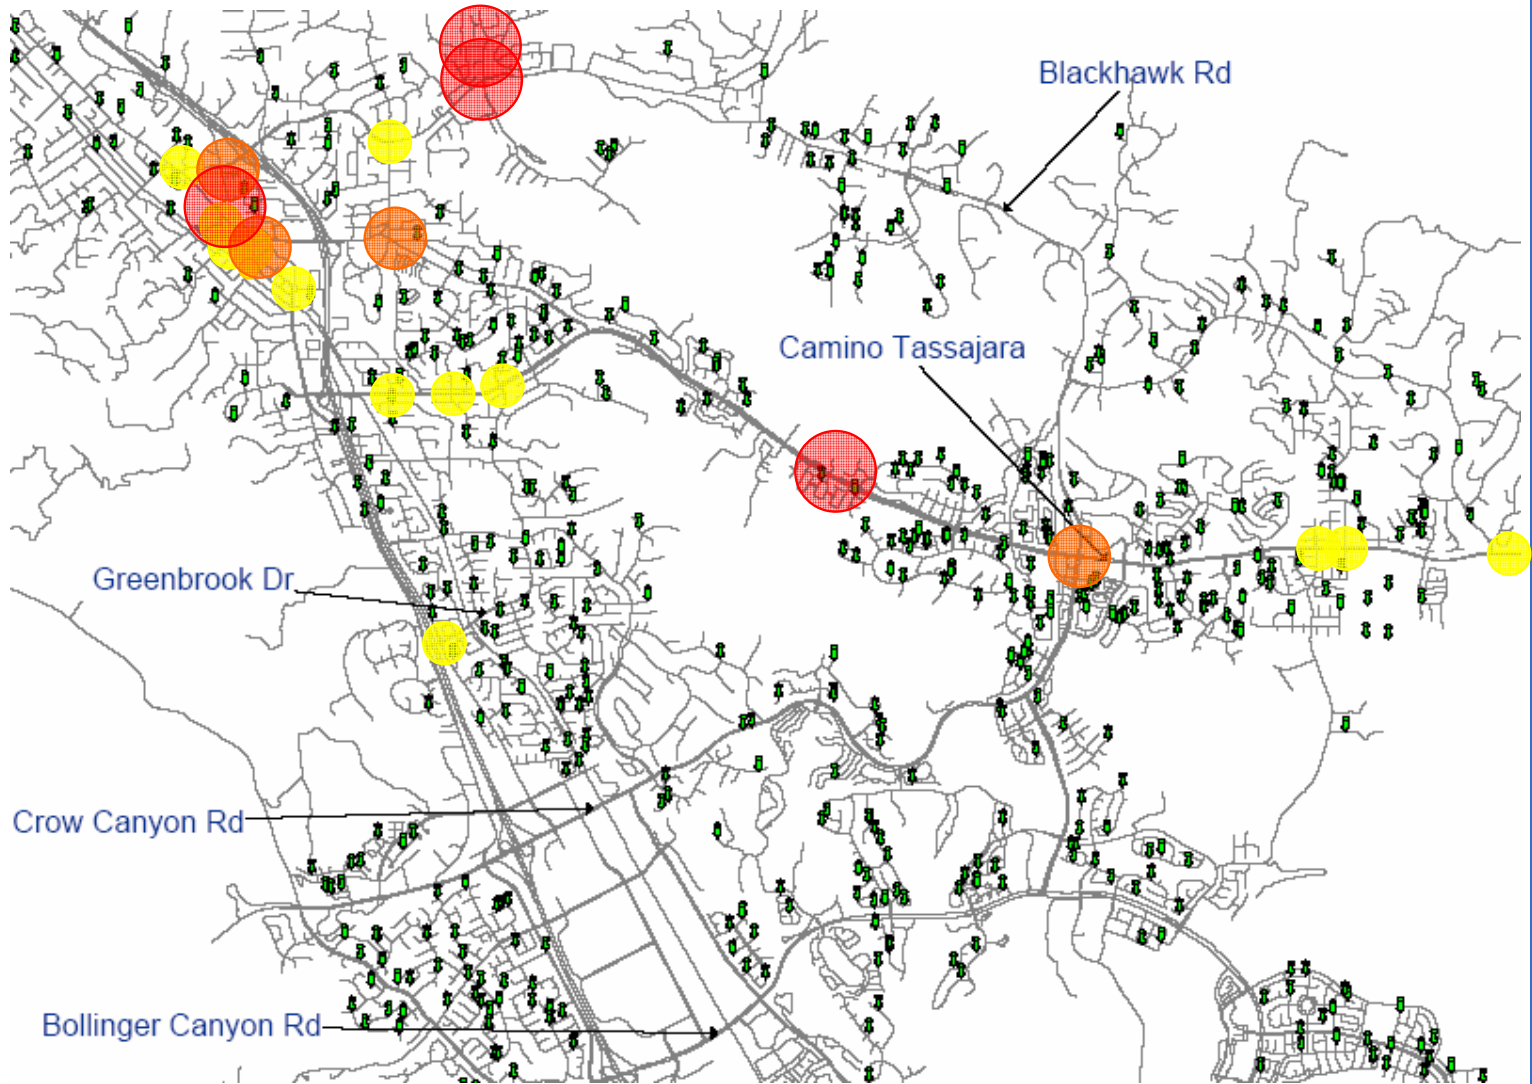 Blackhawk Rd
Camino Tassajara
Greenbrook Dr
Crow Canyon Rd
Bollinger Canyon Rd